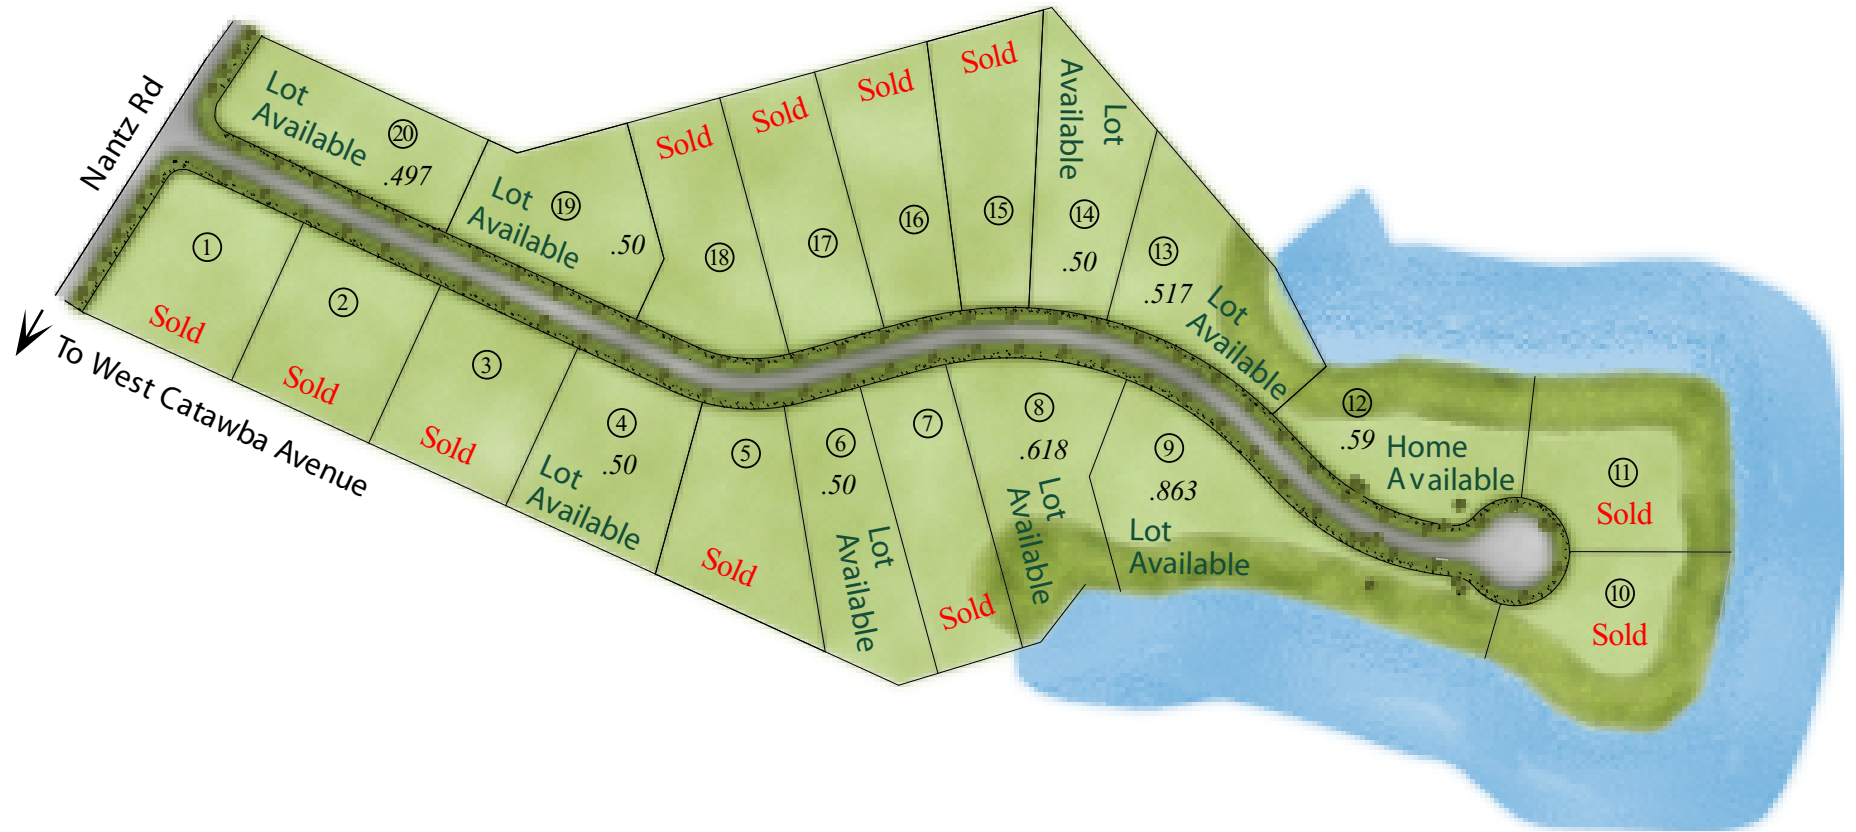 Nantz Rd
To West Catawba Avenue
Lot
Available
20
.497
Lot
Available
19
.50
Sold
18
Sold
17
Sold
16
Sold
15
Lot
Available
14
.50
13
.517
Lot
Available
12
.59
Home
Available
11
Sold
10
Sold
1
Sold
2
Sold
3
Sold
4
.50
Lot
Available
5
Sold
6
.50
Lot
Available
7
Sold
8
.618
Lot
Available
9
.863
Lot
Available